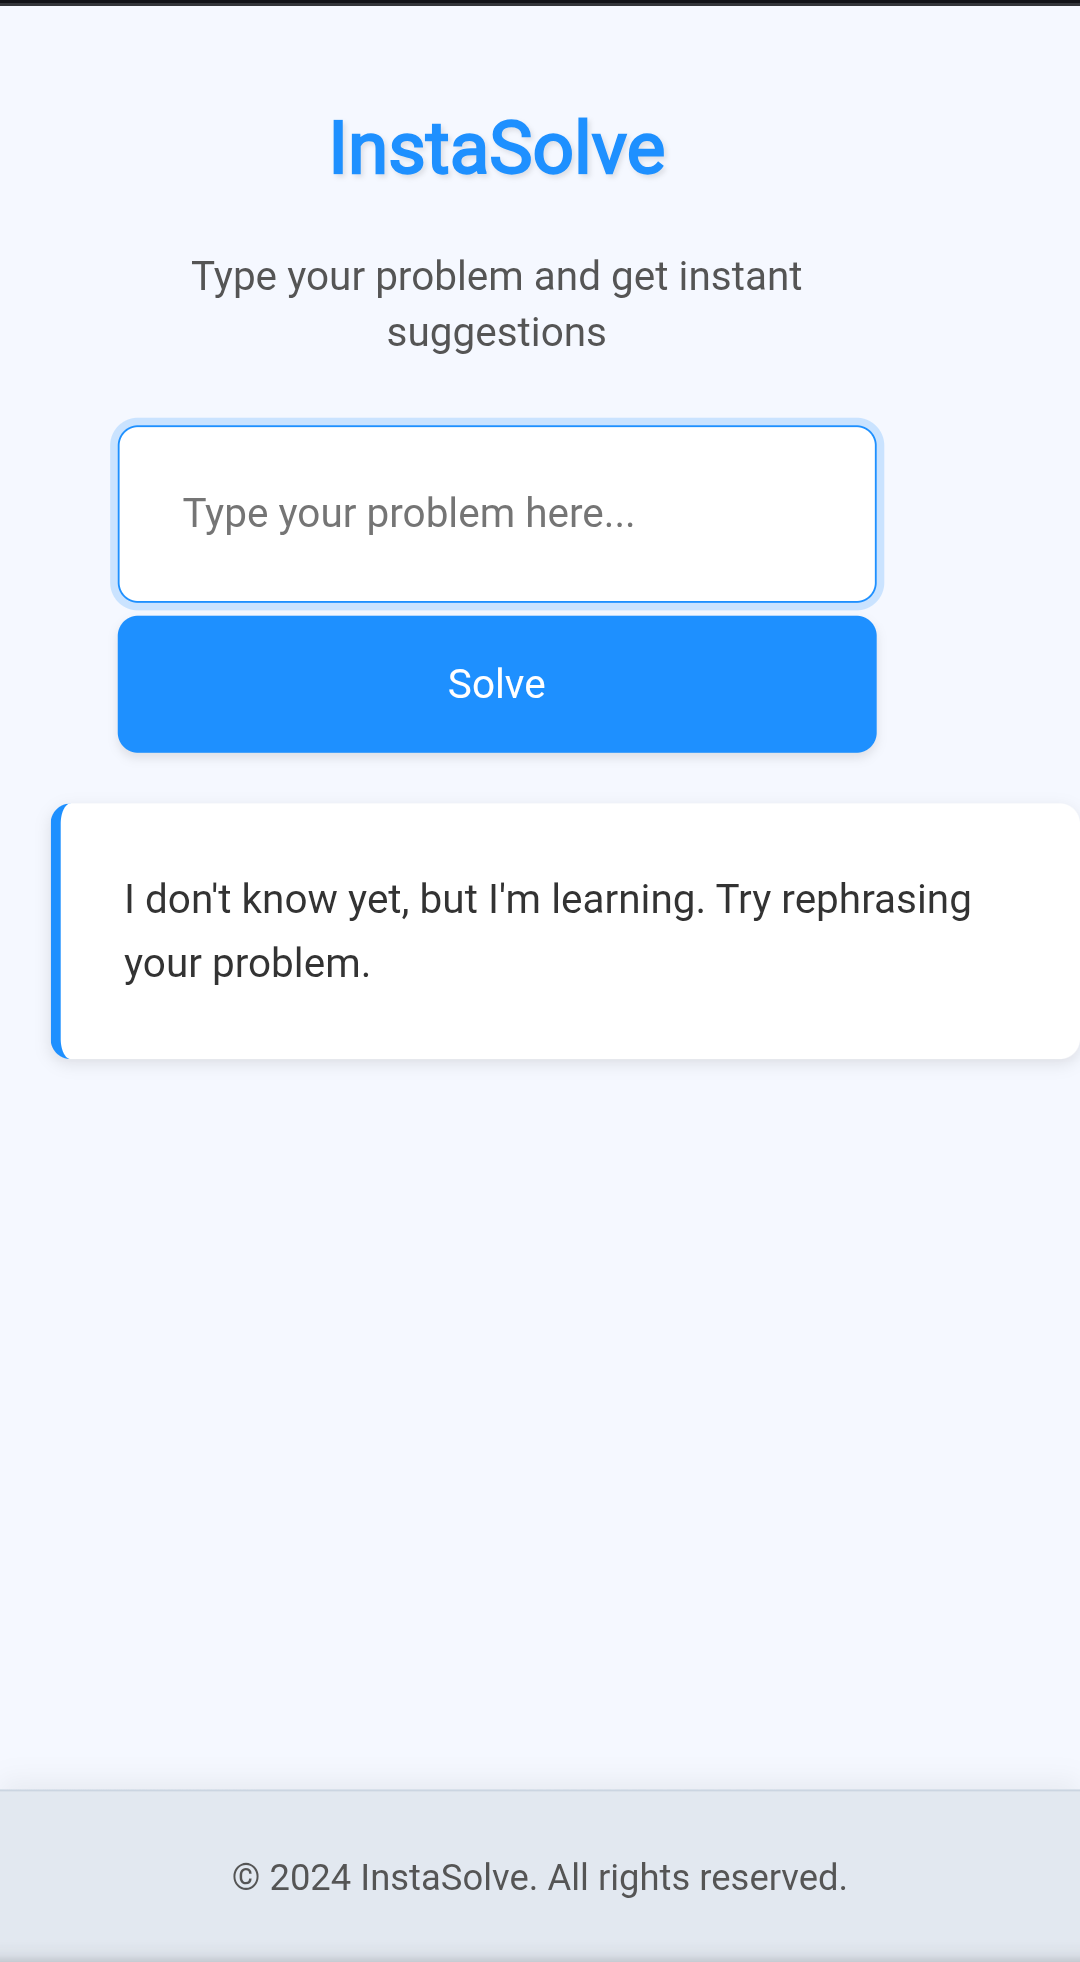 InstaSolve
Type your problem and get instant
suggestions
Type your problem here...
Solve
I don't know yet, but I'm learning. Try rephrasing
your problem.
© 2024 InstaSolve. All rights reserved.